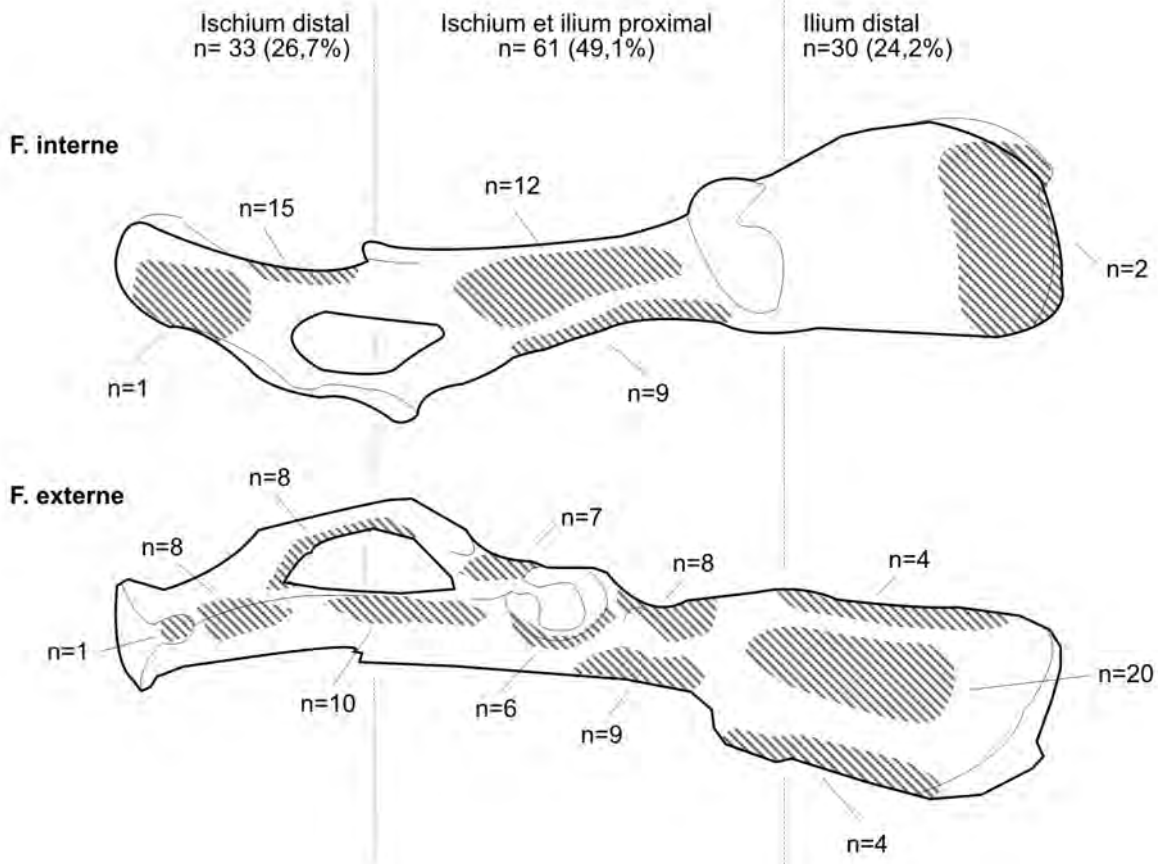 Ischium distal
n= 33 (26,7%)
Ischium et ilium proximal
n= 61 (49,1%)
Ilium distal
n=30 (24,2%)
F. interne
n=15
n=12
n=2
n=1
n=9
F. externe
n=8
n=8
n=7
n=8
n=4
n=1
n=10
n=6
n=9
n=20
n=4